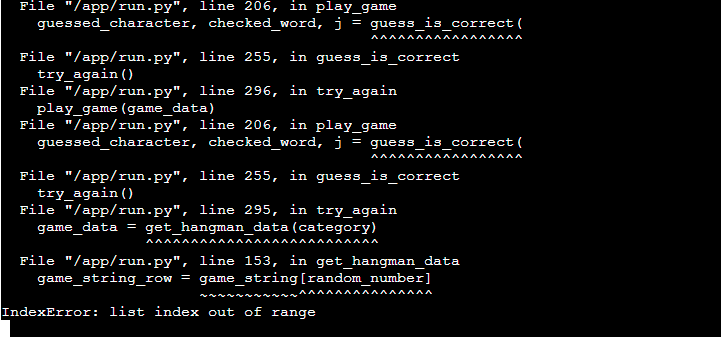 File "/app/run.py", line 206, in play_game
guessed_character, checked_word, j = guess_is_correct(
^^^^^^^^^^^^^^^^^
File "/app/run.py", line 255, in guess_is_correct
try_again()
File "/app/run.py", line 296, in try_again
play_game(game_data)
File "/app/run.py", line 206, in play_game
guessed_character, checked_word, j = guess_is_correct(
^^^^^^^^^^^^^^^^^
File "/app/run.py", line 255, in guess_is_correct
try_again()
File "/app/run.py", line 295, in try_again
game_data = get_hangman_data(category)
^^^^^^^^^^^^^^^^^^^^^^^^^^
File "/app/run.py", line 153, in get_hangman_data
game_string_row = game_string[random_number]
~~~~~~~~~~~^^^^^^^^^^^^^^^
IndexError: list index out of range